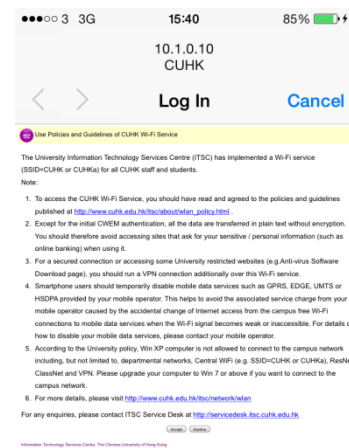 3 3G 15:40 85%
10.1.0.10
CUHK
Log In Cancel
Use Policies and Guidelines of CUHK Wi-Fi Service
The University Information Technology Services Centre (ITSC) has implemented a Wi-Fi service
(SSID=CUHK or CUHKa) for all CUHK staff and students.
Note:
1. To access the CUHK Wi-Fi Service, you should have read and agreed to the policies and guidelines
published at http://www.cuhk.edu.hk/itsc/about/wlan_policy.html .
2. Except for the initial CWEM authentication, all the data are transferred in plain text without encryption.
You should therefore avoid accessing sites that ask for your sensitive / personal information (such as
online banking) when using it.
3. For a secured connection or accessing some University restricted websites (e.g.Anti-virus Software
Download page), you should run a VPN connection additionally over this Wi-Fi service.
4. Smartphone users should temporarily disable mobile data services such as GPRS, EDGE, UMTS or
HSDPA provided by your mobile operator. This helps to avoid the associated service charge from your
mobile operator caused by the accidental change of Internet access from the campus free Wi-Fi
connections to mobile data services when the Wi-Fi signal becomes weak or inaccessible. For details o
how to disable your mobile data services, please contact your mobile operator.
5. According to the University policy, Win XP computer is not allowed to connect to the campus network
including, but not limited to, departmental networks, Central WiFi (e.g. SSID=CUHK or CUHKa), ResNe
ClassNet and VPN. Please upgrade your computer to Win 7 or above if you want to connect to the
campus network.
6. For more details, please visit http://www.cuhk.edu.hk/itsc/network/wlan
For any enquiries, please contact ITSC Service Desk at http://servicedesk.itsc.cuhk.edu.hk
Accept Decline
Information Technology Services Centre, The Chinese University of Hong Kong